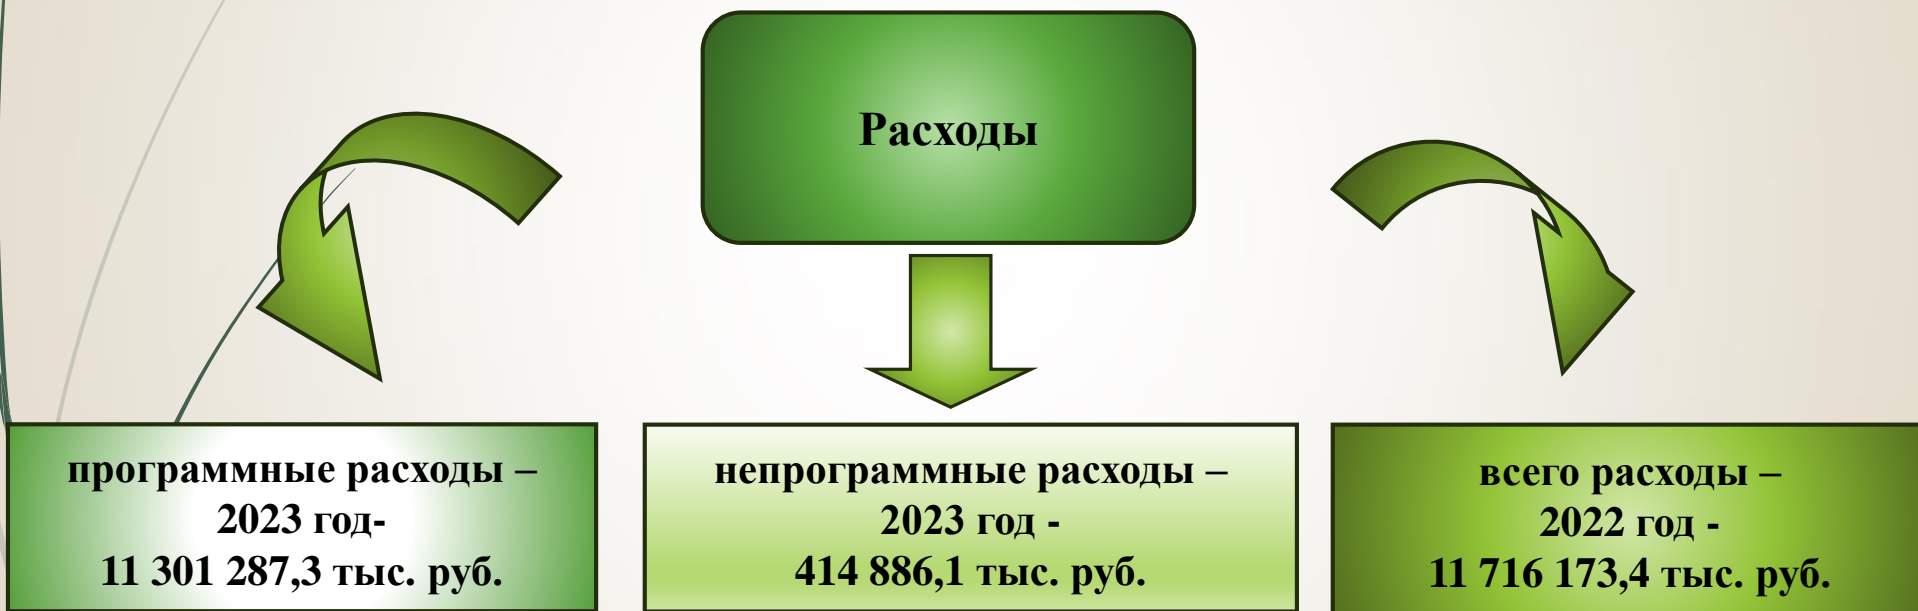 Расходы
программные расходы –
2023 год-
11 301 287,3 тыс. руб.
непрограммные расходы –
2023 год -
414 886,1 тыс. руб.
всего расходы –
2022 год -
11 716 173,4 тыс. руб.